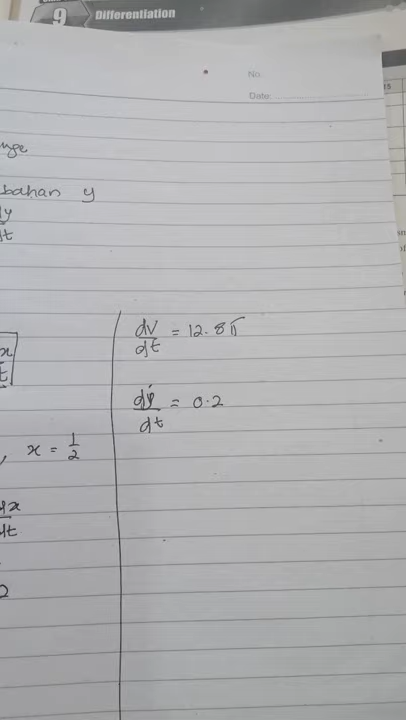 9 Differentiation
No.
Date:
15
nge
bahan y
dy
dt
x
t
dV/dt = 12.8π
dr/dt = 0.2
, x = 1/2
dx
dt
2